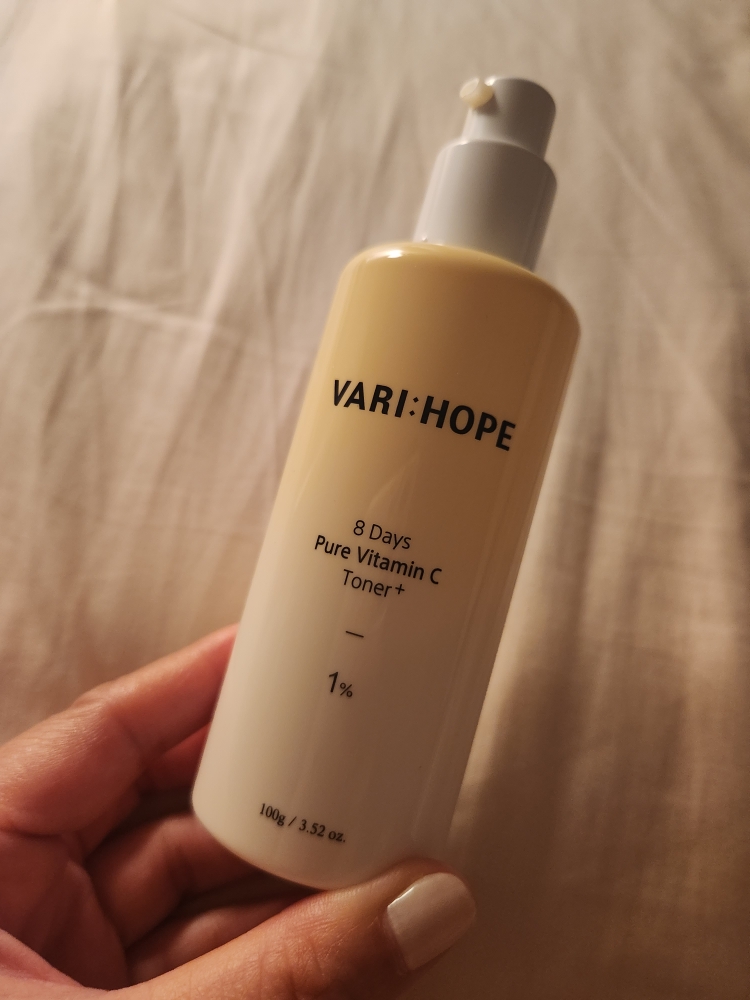 VARI:HOPE
8 Days
Pure Vitamin C
Toner+
—
1%
100g / 3.52 oz.